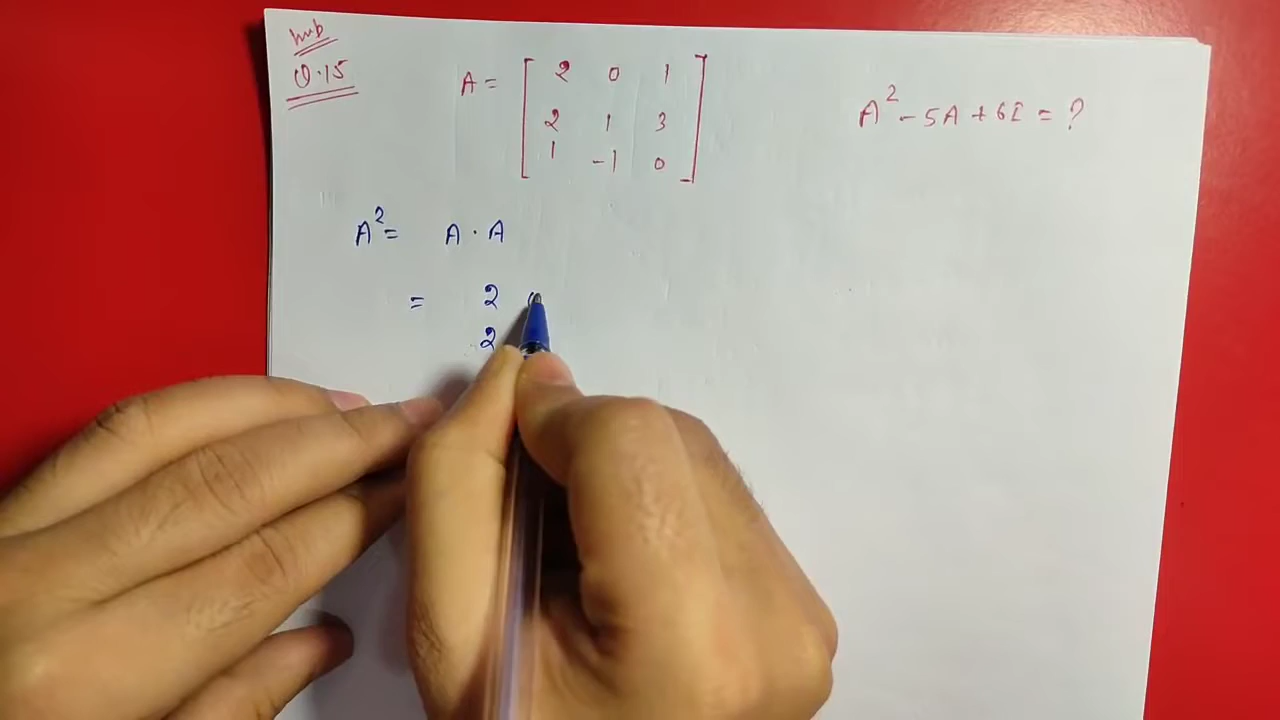 Imp
Q.15
A = [ 2 0 1
2 1 3
1 -1 0 ]
A² - 5A + 6I = ?
A² = A · A
= 2
2